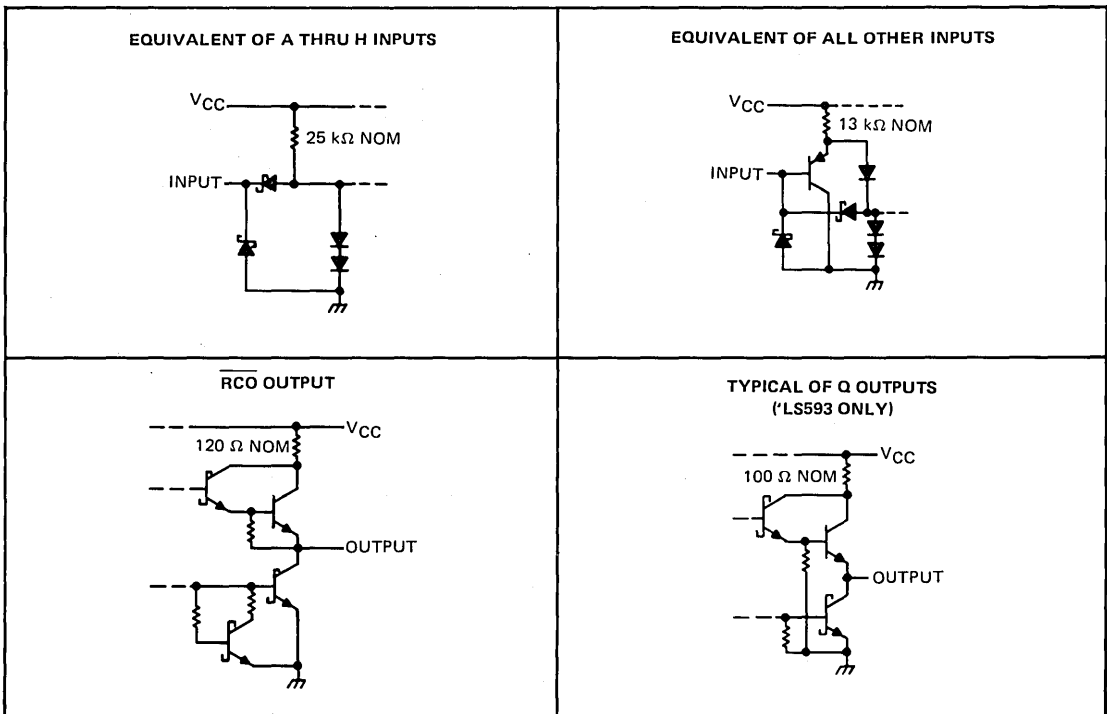 EQUIVALENT OF A THRU H INPUTS
VCC
25 kΩ NOM
INPUT
EQUIVALENT OF ALL OTHER INPUTS
VCC
13 kΩ NOM
INPUT
RCO OUTPUT
VCC
120 Ω NOM
OUTPUT
TYPICAL OF Q OUTPUTS
('LS593 ONLY)
VCC
100 Ω NOM
OUTPUT